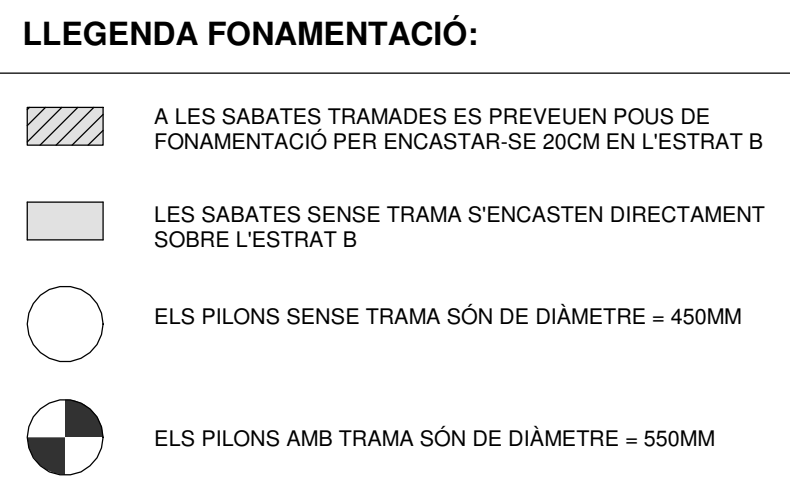 LLEGENDA FONAMENTACIÓ:
A LES SABATES TRAMADES ES PREVEUEN POUS DE
FONAMENTACIÓ PER ENCASTAR-SE 20CM EN L'ESTRAT B
LES SABATES SENSE TRAMA S'ENCASTEN DIRECTAMENT
SOBRE L'ESTRAT B
ELS PILONS SENSE TRAMA SÓN DE DIÀMETRE = 450MM
ELS PILONS AMB TRAMA SÓN DE DIÀMETRE = 550MM